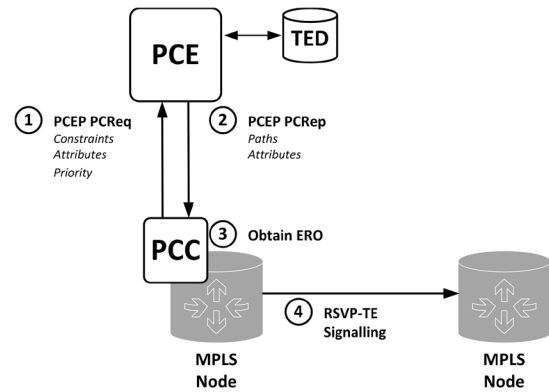 PCE
TED
1
PCEP PCReq
Constraints
Attributes
Priority
2
PCEP PCRep
Paths
Attributes
PCC
3
Obtain ERO
4
RSVP-TE
Signalling
MPLS
Node
MPLS
Node